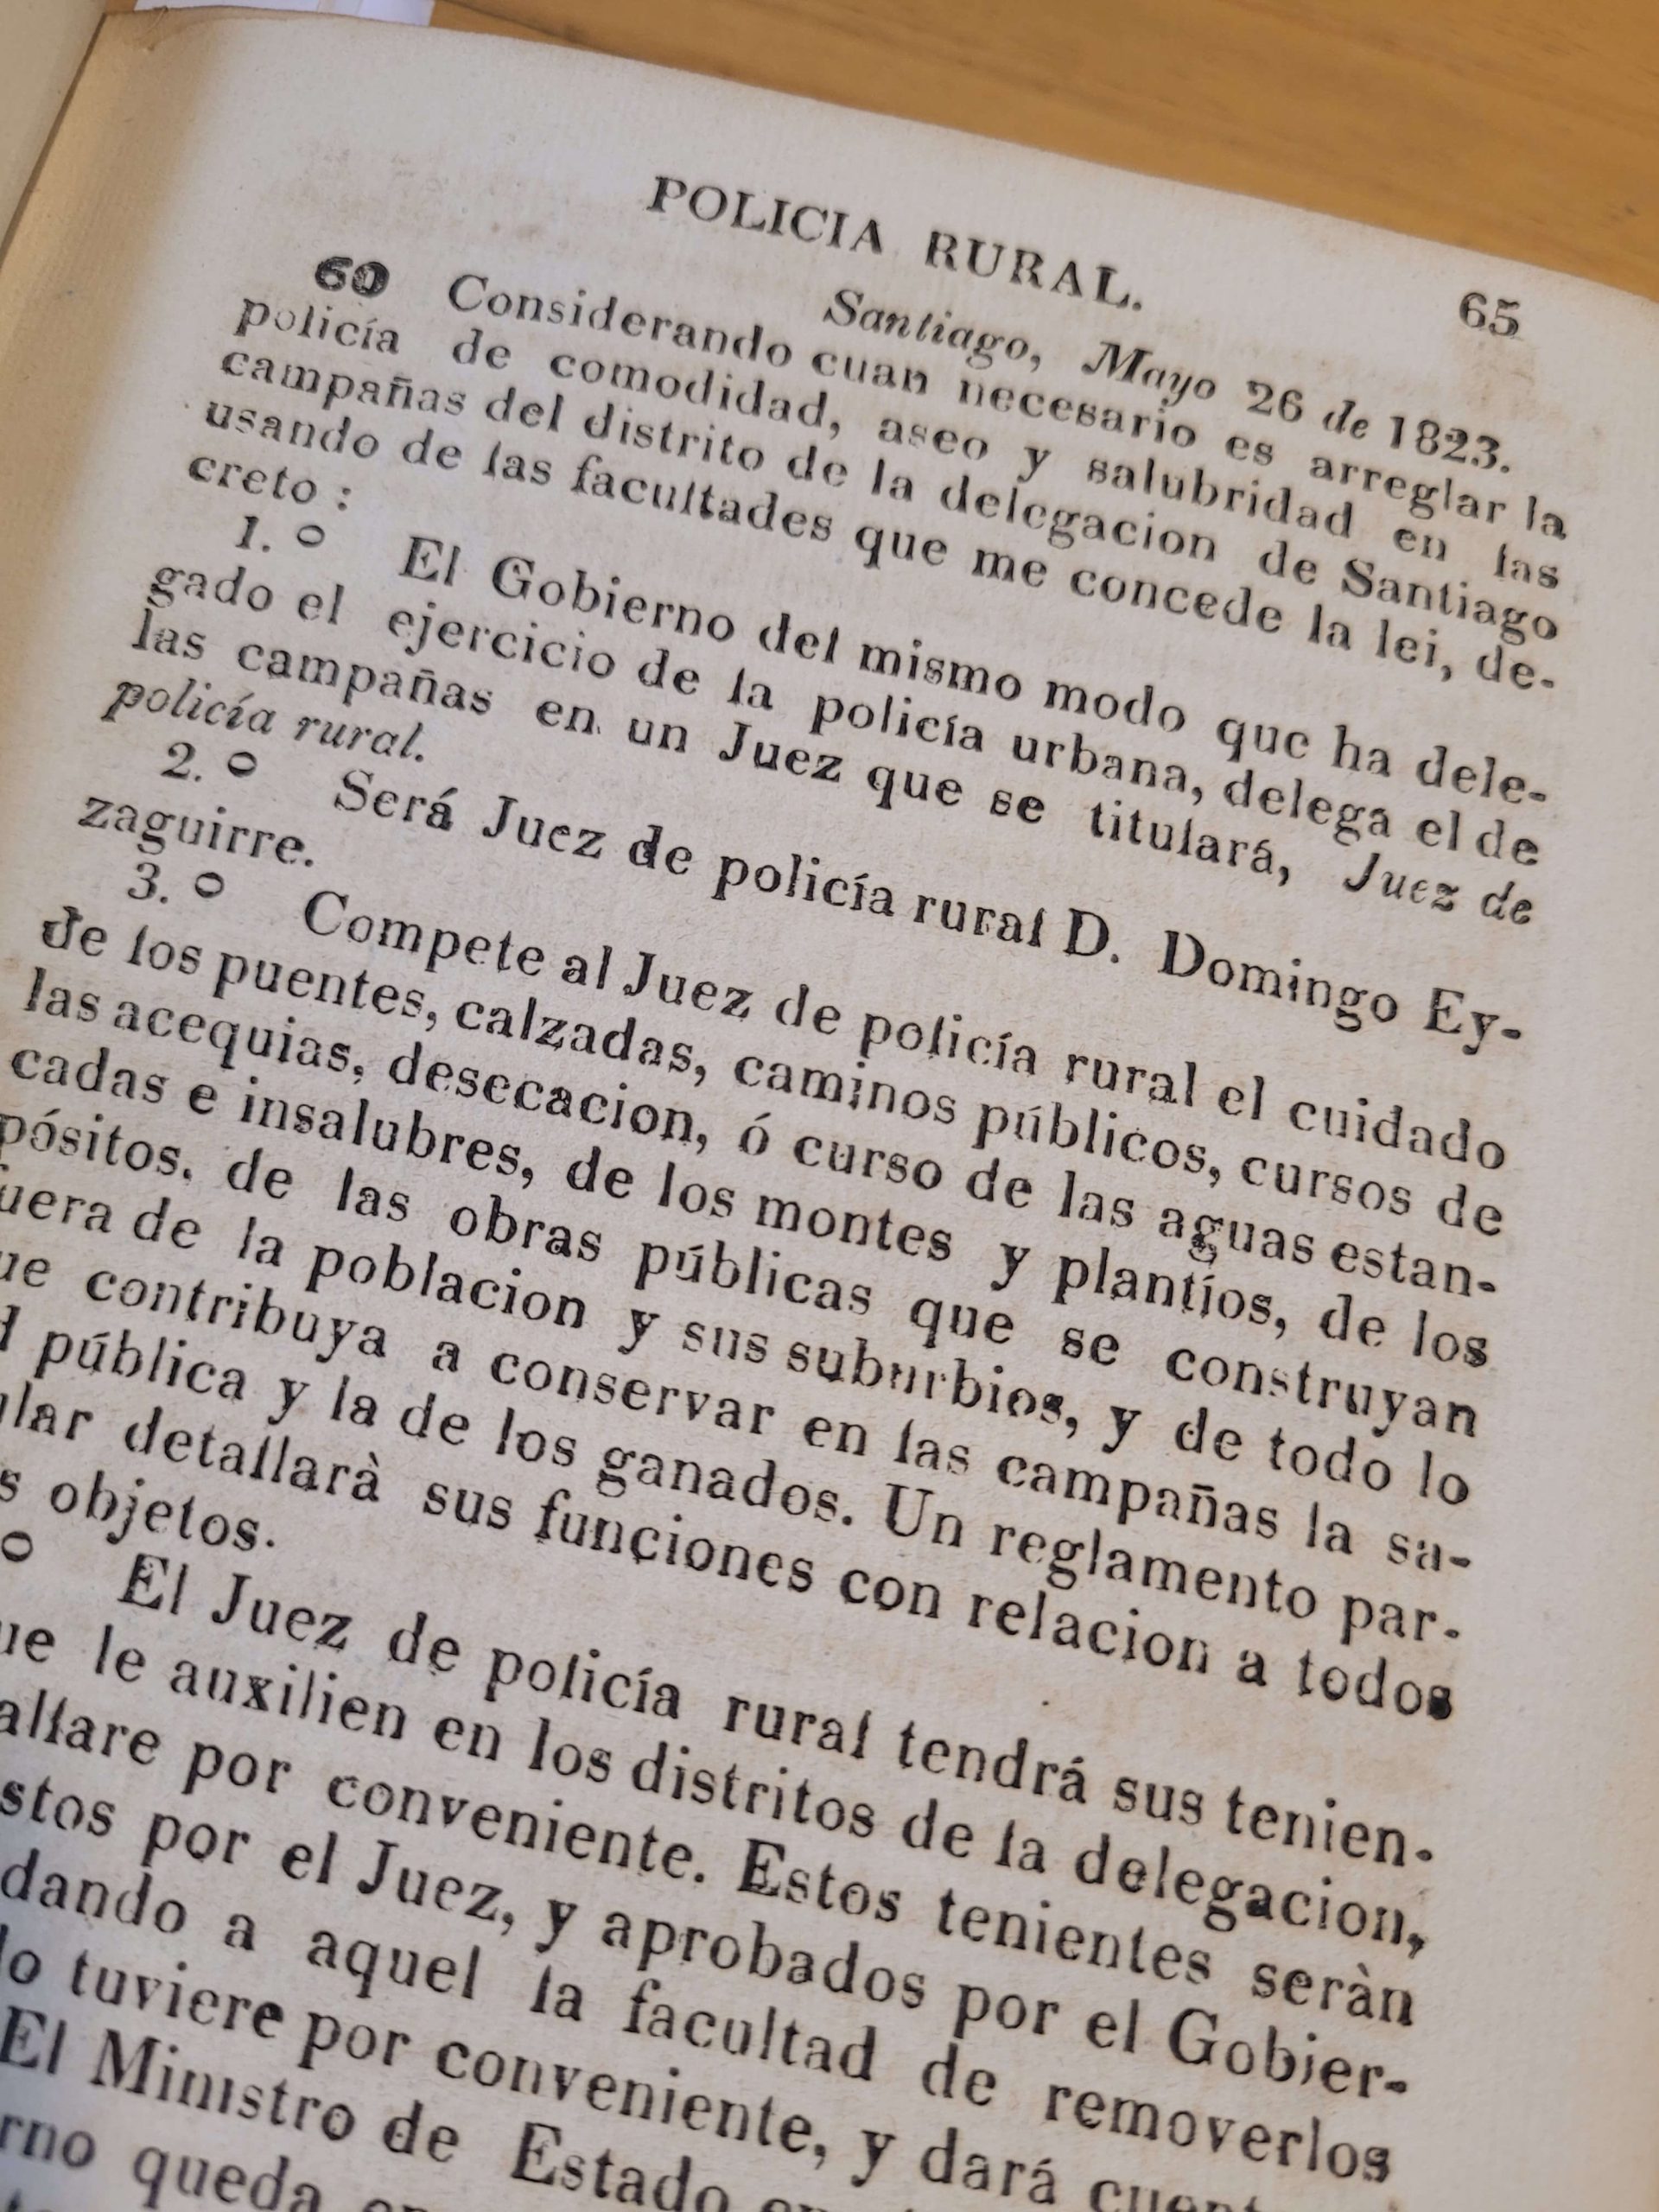 POLICIA RURAL. 65
Santiago, Mayo 26 de 1823.
60 Considerando cuan necesario es arreglar la
policía de comodidad, aseo y salubridad en las
campañas del distrito de la delegacion de Santiago
usando de las facultades que me concede la lei, de-
creto :
1. º El Gobierno del mismo modo que ha dele-
gado el ejercicio de la policía urbana, delega el de
las campañas en un Juez que se titulará, Juez de
policía rural.
2. º Será Juez de policía rural D. Domingo Ey-
zaguirre.
3. º Compete al Juez de policía rural el cuidado
de los puentes, calzadas, caminos públicos, cursos de
las acequias, desecacion, ó curso de las aguas estan-
cadas e insalubres, de los montes y plantíos, de los
pósitos. de las obras públicas que se construyan
uera de la poblacion y sus suburbios, y de todo lo
ue contribuya a conservar en las campañas la sa-
d pública y la de los ganados. Un reglamento par-
ular detallarà sus funciones con relacion a todos
s objetos.
º El Juez de policía rural tendrá sus tenien-
ue le auxilien en los distritos de la delegacion,
allare por conveniente. Estos tenientes seràn
stos por el Juez, y aprobados por el Gobier-
dando a aquel la facultad de removerlos
lo tuviere por conveniente, y dará
El Ministro de Estado
rno queda